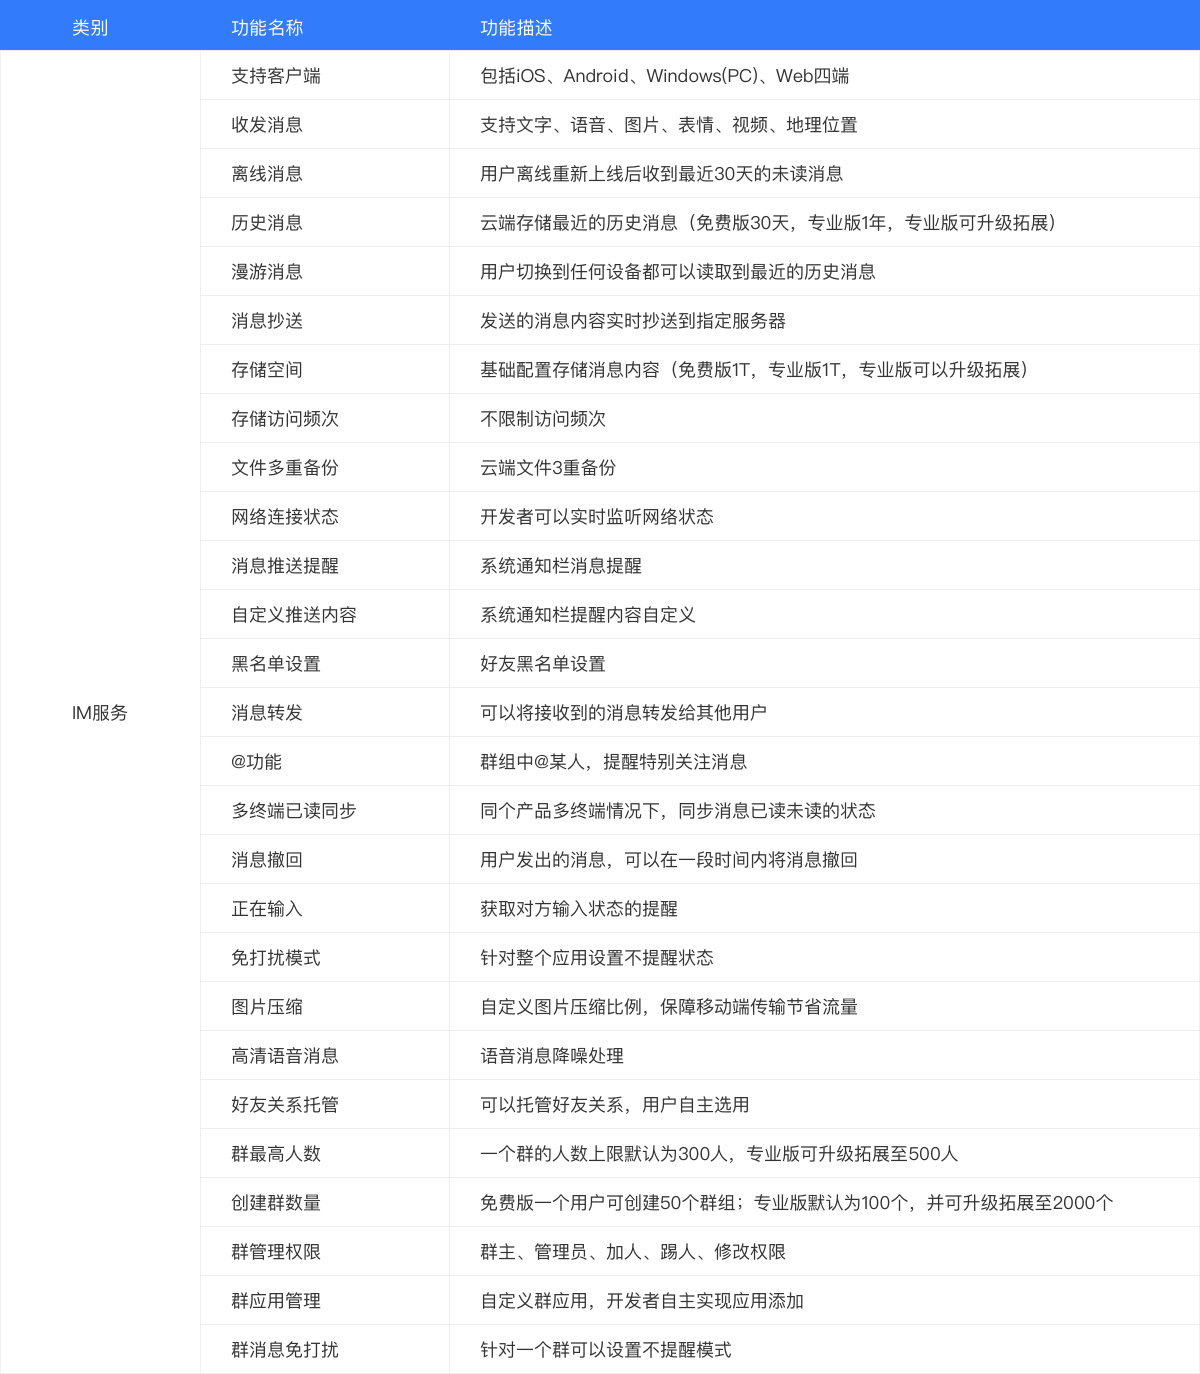 类别 功能名称 功能描述
支持客户端 包括iOS、Android、Windows(PC)、Web四端
收发消息 支持文字、语音、图片、表情、视频、地理位置
离线消息 用户离线重新上线后收到最近30天的未读消息
历史消息 云端存储最近的历史消息（免费版30天，专业版1年，专业版可升级拓展）
漫游消息 用户切换到任何设备都可以读取到最近的历史消息
消息抄送 发送的消息内容实时抄送到指定服务器
存储空间 基础配置存储消息内容（免费版1T，专业版1T，专业版可以升级拓展）
存储访问频次 不限制访问频次
文件多重备份 云端文件3重备份
网络连接状态 开发者可以实时监听网络状态
消息推送提醒 系统通知栏消息提醒
自定义推送内容 系统通知栏提醒内容自定义
黑名单设置 好友黑名单设置
IM服务 消息转发 可以将接收到的消息转发给其他用户
@功能 群组中@某人，提醒特别关注消息
多终端已读同步 同个产品多终端情况下，同步消息已读未读的状态
消息撤回 用户发出的消息，可以在一段时间内将消息撤回
正在输入 获取对方输入状态的提醒
免打扰模式 针对整个应用设置不提醒状态
图片压缩 自定义图片压缩比例，保障移动端传输节省流量
高清语音消息 语音消息降噪处理
好友关系托管 可以托管好友关系，用户自主选用
群最高人数 一个群的人数上限默认为300人，专业版可升级拓展至500人
创建群数量 免费版一个用户可创建50个群组；专业版默认为100个，并可升级拓展至2000个
群管理权限 群主、管理员、加人、踢人、修改权限
群应用管理 自定义群应用，开发者自主实现应用添加
群消息免打扰 针对一个群可以设置不提醒模式